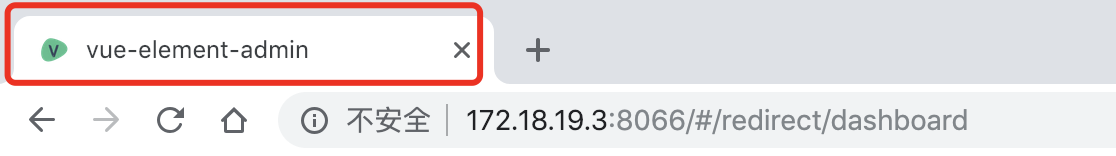 vue-element-admin
不安全 172.18.19.3:8066/#/redirect/dashboard